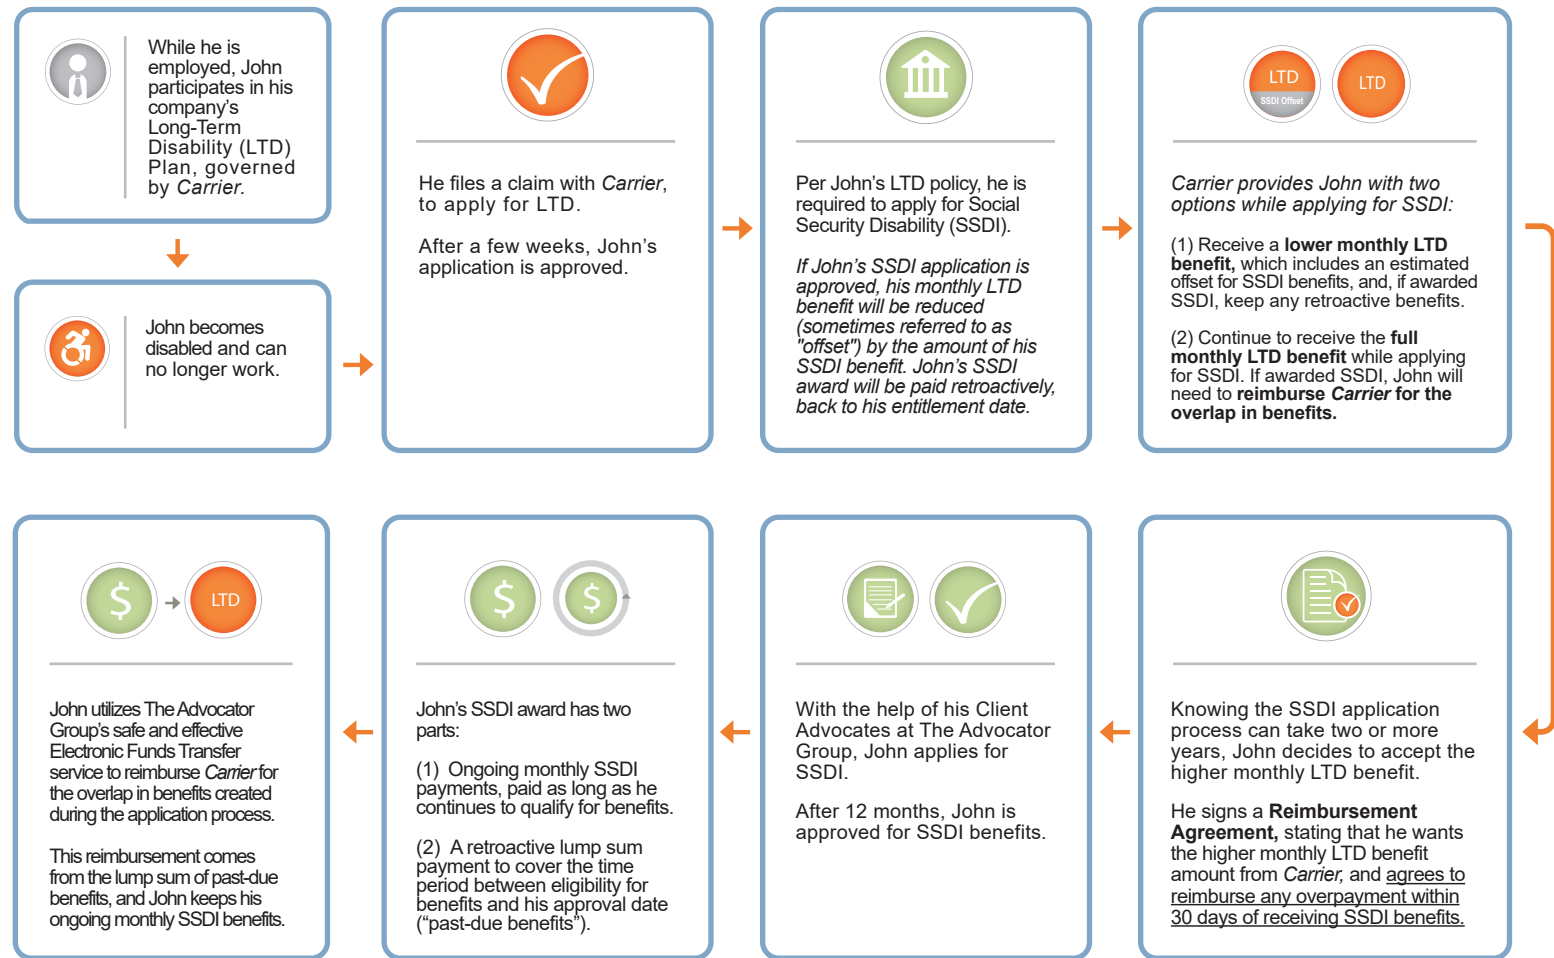 While he is
employed, John
participates in his
company's
Long-Term
Disability (LTD)
Plan, governed
by Carrier.
John becomes
disabled and can
no longer work.
He files a claim with Carrier,
to apply for LTD.
After a few weeks, John's
application is approved.
Per John's LTD policy, he is
required to apply for Social
Security Disability (SSDI).
If John's SSDI application is
approved, his monthly LTD
benefit will be reduced
(sometimes referred to as
"offset") by the amount of his
SSDI benefit. John's SSDI
award will be paid retroactively,
back to his entitlement date.
LTD
SSDI Offset
LTD
Carrier provides John with two
options while applying for SSDI:
(1) Receive a lower monthly LTD
benefit, which includes an estimated
offset for SSDI benefits, and, if awarded
SSDI, keep any retroactive benefits.
(2) Continue to receive the full
monthly LTD benefit while applying
for SSDI. If awarded SSDI, John will
need to reimburse Carrier for the
overlap in benefits.
Knowing the SSDI application
process can take two or more
years, John decides to accept the
higher monthly LTD benefit.
He signs a Reimbursement
Agreement, stating that he wants
the higher monthly LTD benefit
amount from Carrier, and agrees to
reimburse any overpayment within
30 days of receiving SSDI benefits.
With the help of his Client
Advocates at The Advocator
Group, John applies for
SSDI.
After 12 months, John is
approved for SSDI benefits.
$
$
John's SSDI award has two
parts:
(1) Ongoing monthly SSDI
payments, paid as long as he
continues to qualify for benefits.
(2) A retroactive lump sum
payment to cover the time
period between eligibility for
benefits and his approval date
("past-due benefits").
$
LTD
John utilizes The Advocator
Group's safe and effective
Electronic Funds Transfer
service to reimburse Carrier for
the overlap in benefits created
during the application process.
This reimbursement comes
from the lump sum of past-due
benefits, and John keeps his
ongoing monthly SSDI benefits.